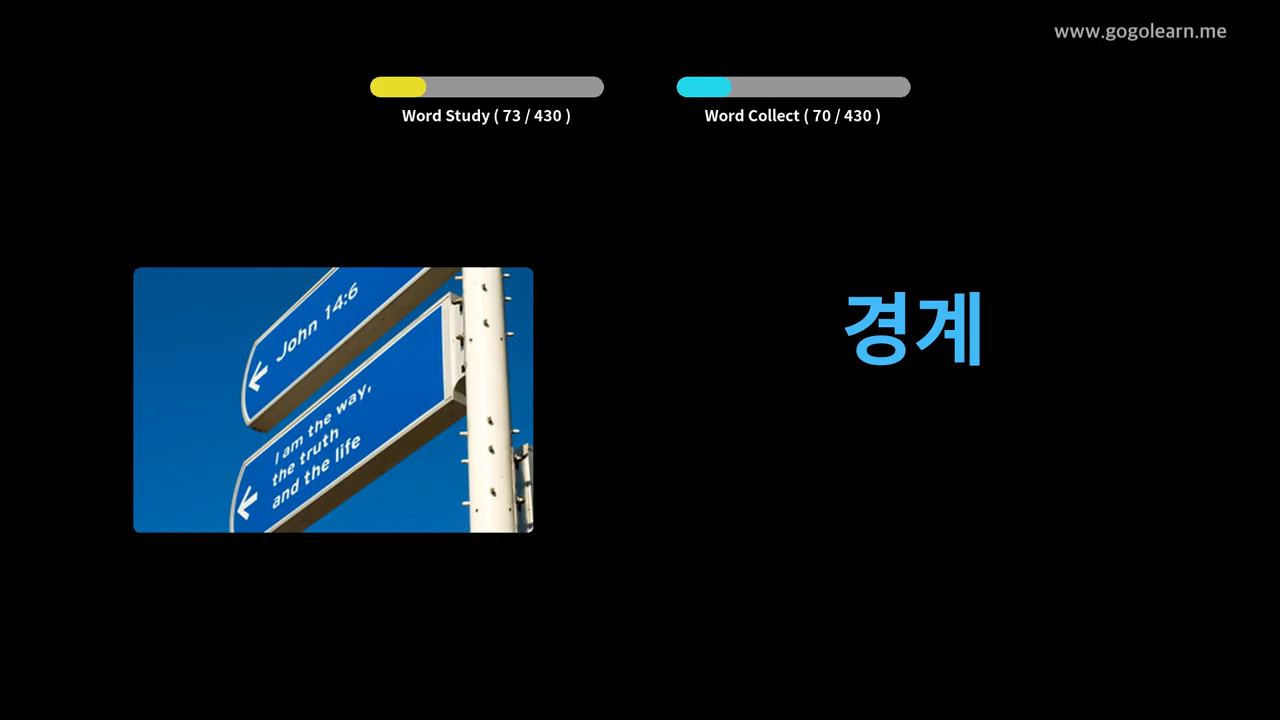 www.gogolearn.me
Word Study ( 73 / 430 )
Word Collect ( 70 / 430 )
John 14:6
I am the way,
the truth
and the life
경계